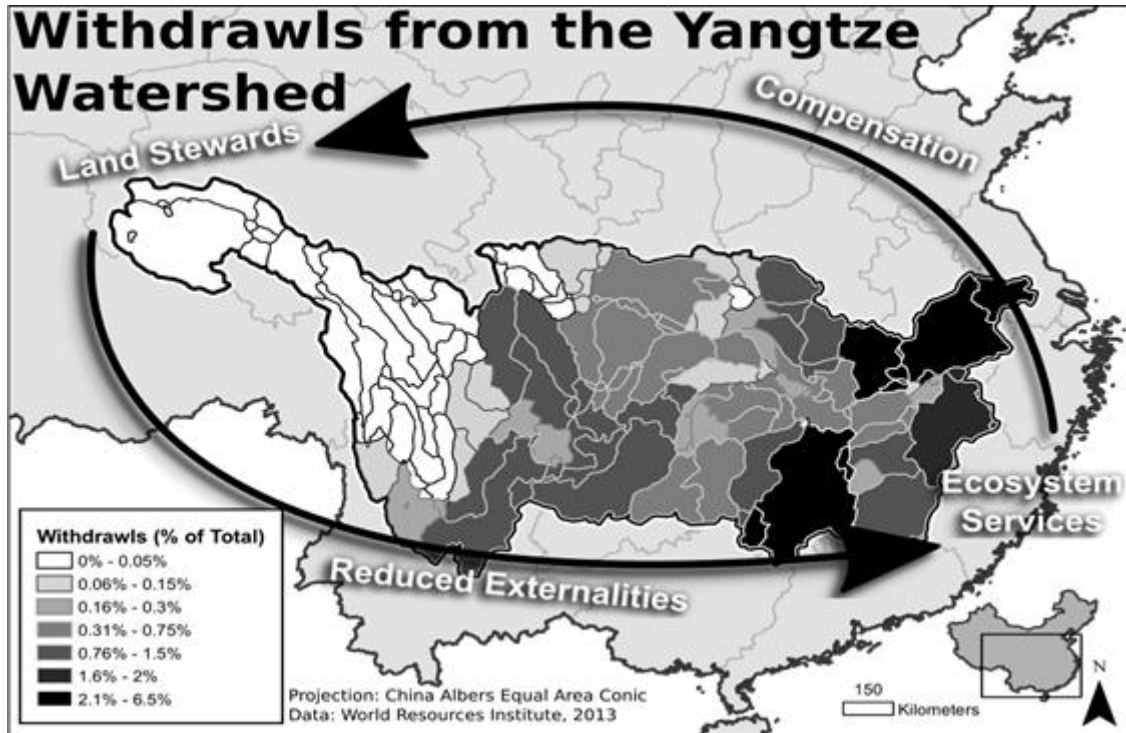 Withdrawls from the Yangtze
Watershed
Compensation
Land Stewards
Ecosystem
Services
Reduced Externalities
Withdrawls (% of Total)
0% - 0.05%
0.06% - 0.15%
0.16% - 0.3%
0.31% - 0.75%
0.76% - 1.5%
1.6% - 2%
2.1% - 6.5%
Projection: China Albers Equal Area Conic
Data: World Resources Institute, 2013
150
Kilometers
N